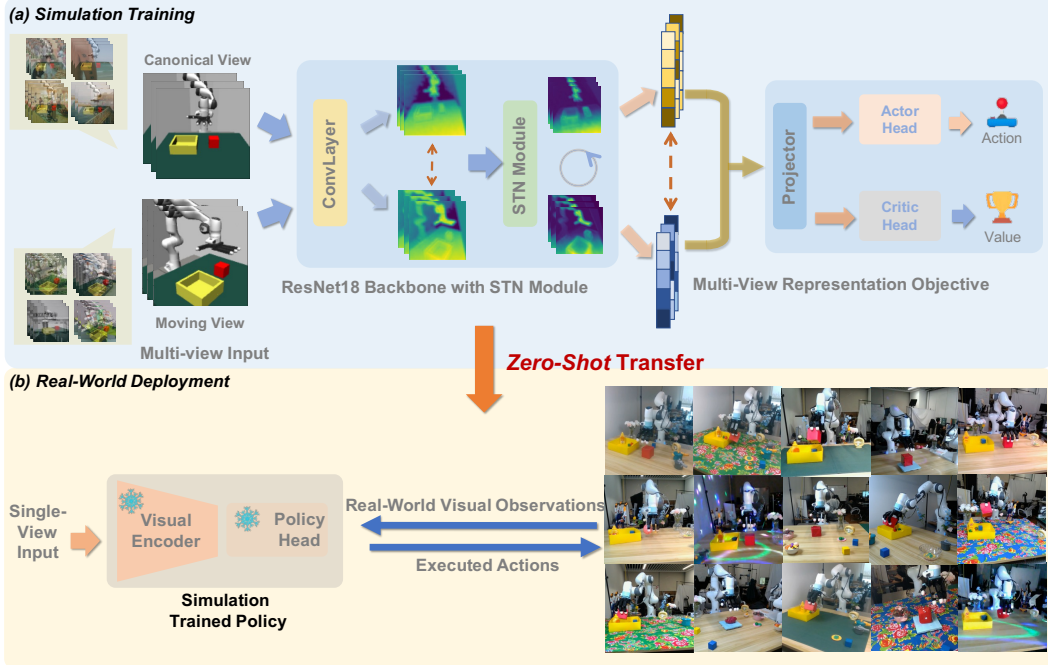 (a) Simulation Training
Canonical View
Moving View
Multi-view Input
ConvLayer
STN Module
ResNet18 Backbone with STN Module
Projector
Actor
Head
Action
Critic
Head
Value
Multi-View Representation Objective
Zero-Shot Transfer
(b) Real-World Deployment
Single-
View
Input
Visual
Encoder
Policy
Head
Simulation
Trained Policy
Real-World Visual Observations
Executed Actions